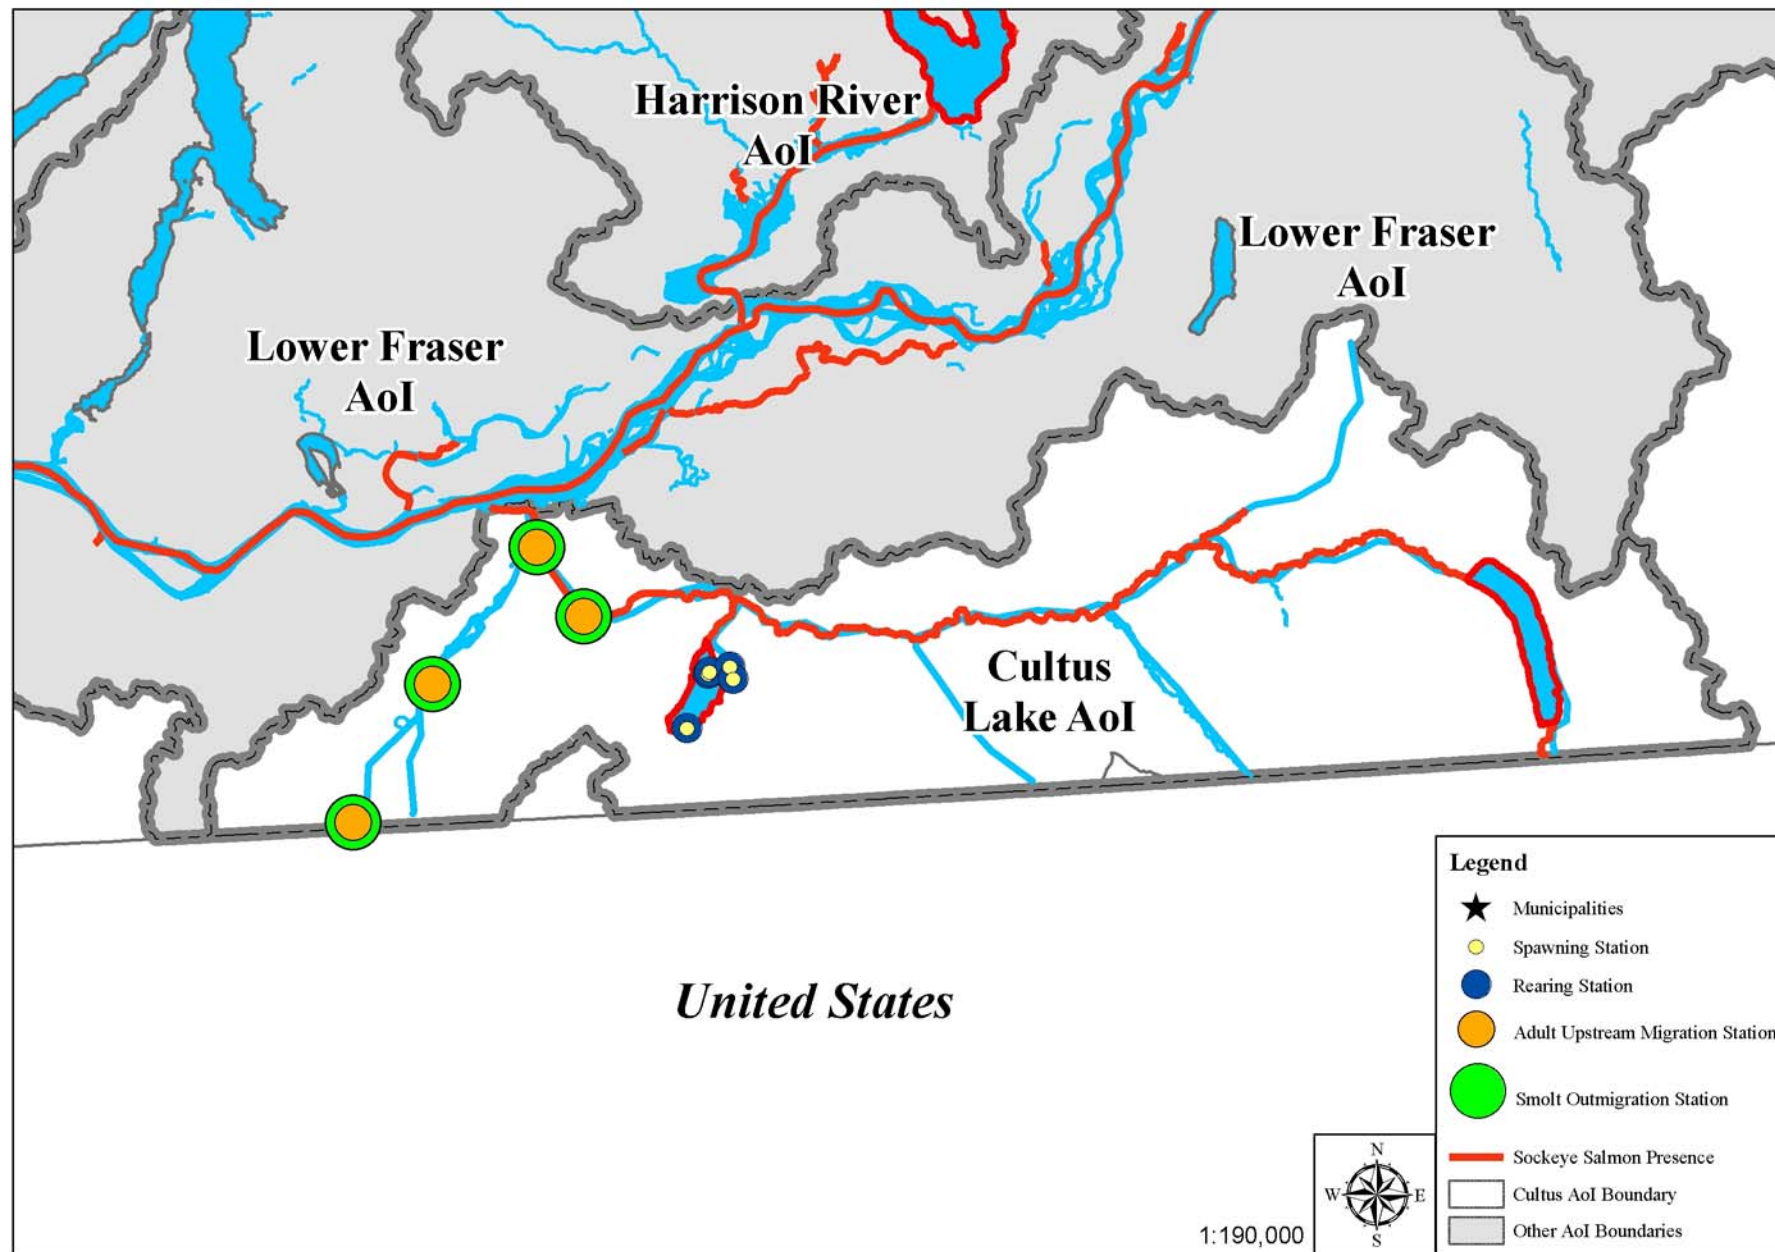 Harrison River
AoI
Lower Fraser
AoI
Lower Fraser
AoI
Cultus
Lake AoI
United States
Legend
Municipalities
Spawning Station
Rearing Station
Adult Upstream Migration Station
Smolt Outmigration Station
Sockeye Salmon Presence
Cultus AoI Boundary
Other AoI Boundaries
N
W E
S
1:190,000